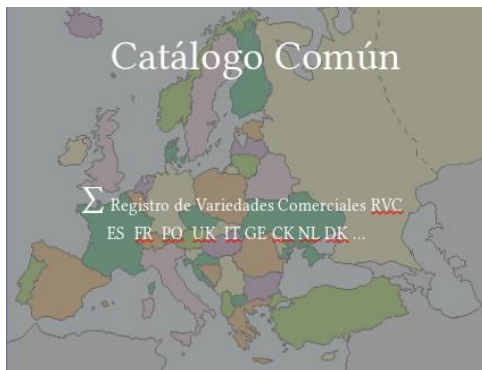 Catálogo Común
Σ Registro de Variedades Comerciales RVC
ES FR PO UK IT GE CK NL DK ...